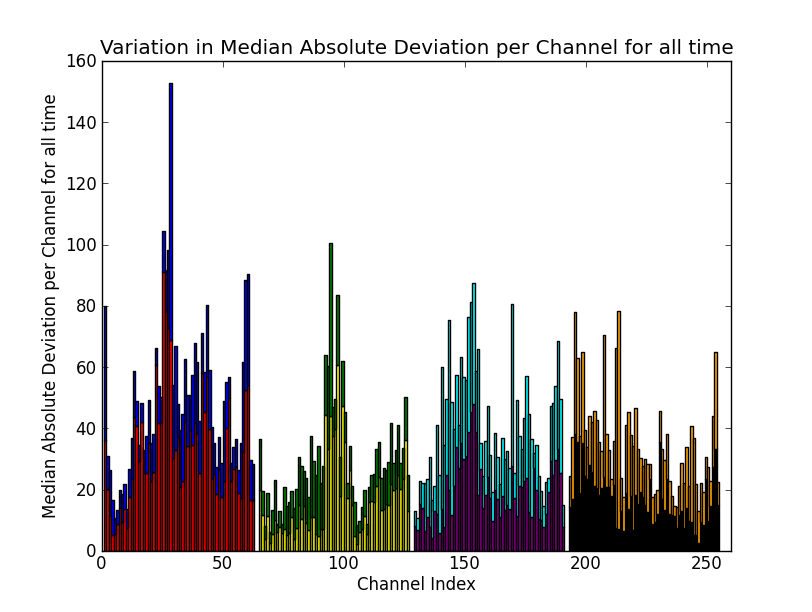 Variation in Median Absolute Deviation per Channel for all time
Median Absolute Deviation per Channel for all time
160
140
120
100
80
60
40
20
0
0 50 100 150 200 250
Channel Index